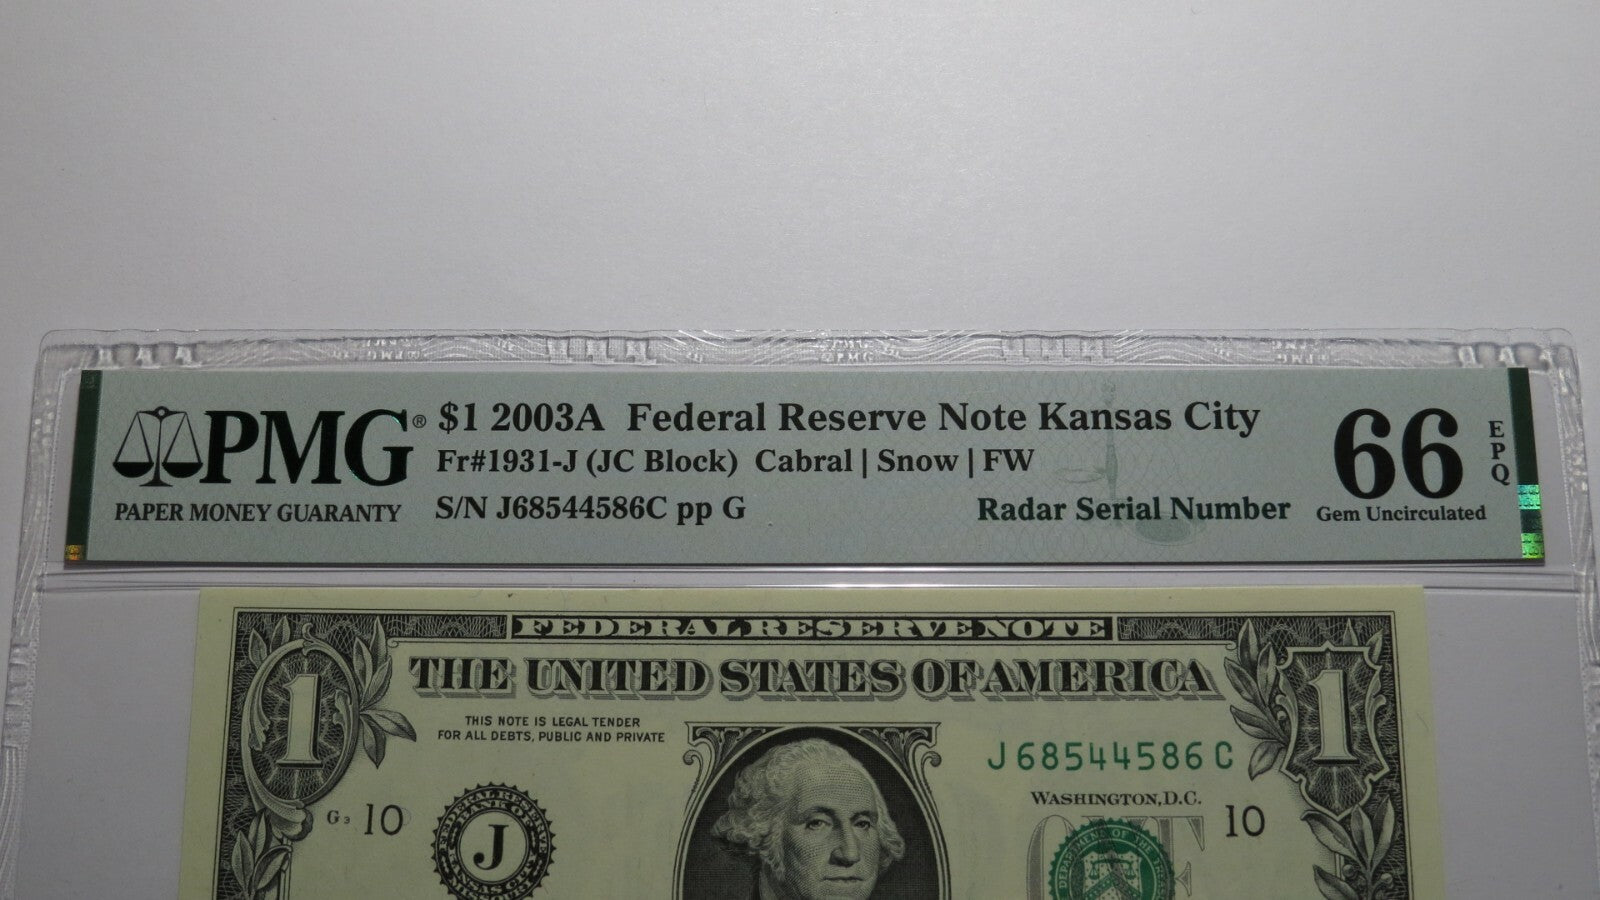 PMG®
PAPER MONEY GUARANTY
$1 2003A Federal Reserve Note Kansas City
Fr#1931-J (JC Block) Cabral | Snow | FW
S/N J68544586C pp G
Radar Serial Number
66
EPQ
Gem Uncirculated
FEDERAL RESERVE NOTE
THE UNITED STATES OF AMERICA
1
1
THIS NOTE IS LEGAL TENDER
FOR ALL DEBTS, PUBLIC AND PRIVATE
J 68544586 C
WASHINGTON, D.C.
G3 10
10
J